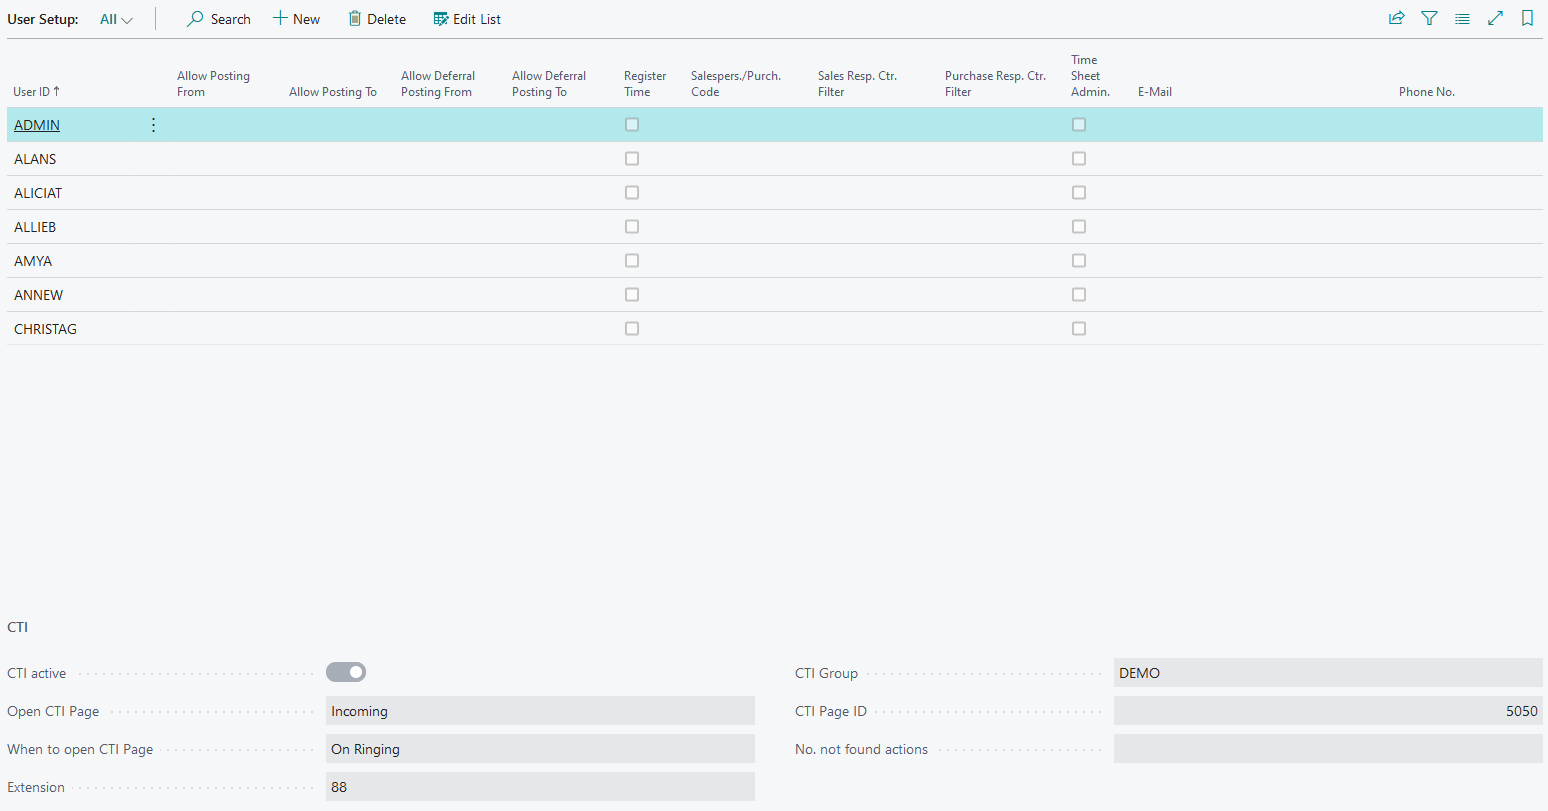 User Setup: All Search New Delete Edit List
User ID ↑
Allow Posting
From
Allow Posting To
Allow Deferral
Posting From
Allow Deferral
Posting To
Register
Time
Salespers./Purch.
Code
Sales Resp. Ctr.
Filter
Purchase Resp. Ctr.
Filter
Time
Sheet
Admin.
E-Mail
Phone No.
ADMIN
ALANS
ALICIAT
ALLIEB
AMYA
ANNEW
CHRISTAG
CTI
CTI active
Open CTI Page Incoming
When to open CTI Page On Ringing
Extension 88
CTI Group DEMO
CTI Page ID 5050
No. not found actions